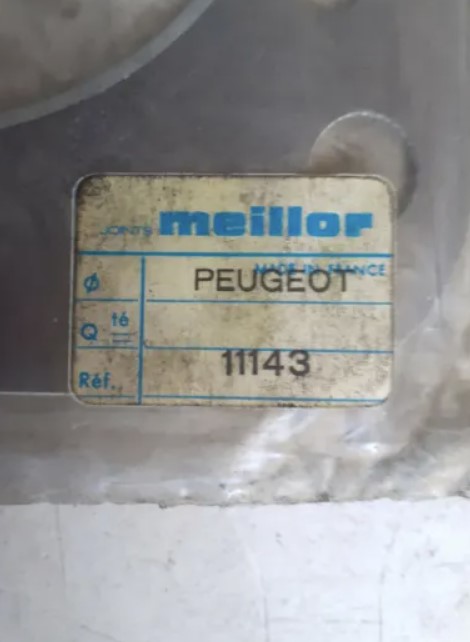 JOINTS meillor
MADE IN FRANCE
Ø PEUGEOT
Q té
11143
Réf.